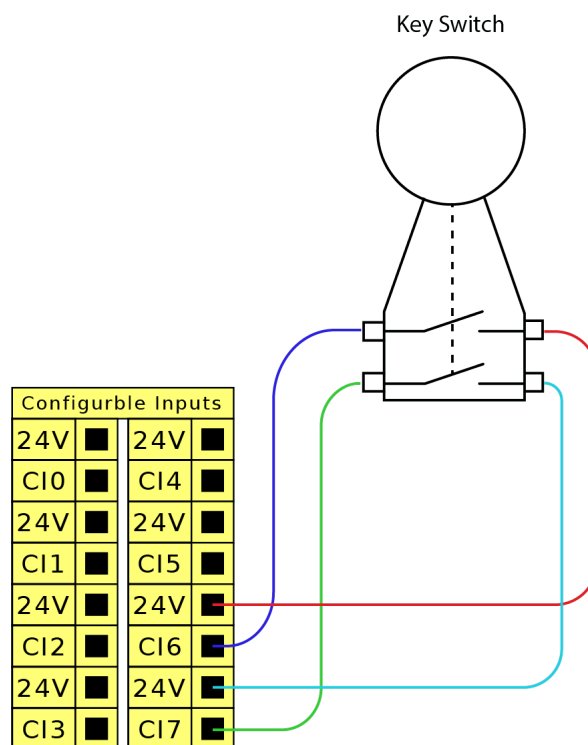 Key Switch
Configurble Inputs
24V 24V
CI0 CI4
24V 24V
CI1 CI5
24V 24V
CI2 CI6
24V 24V
CI3 CI7